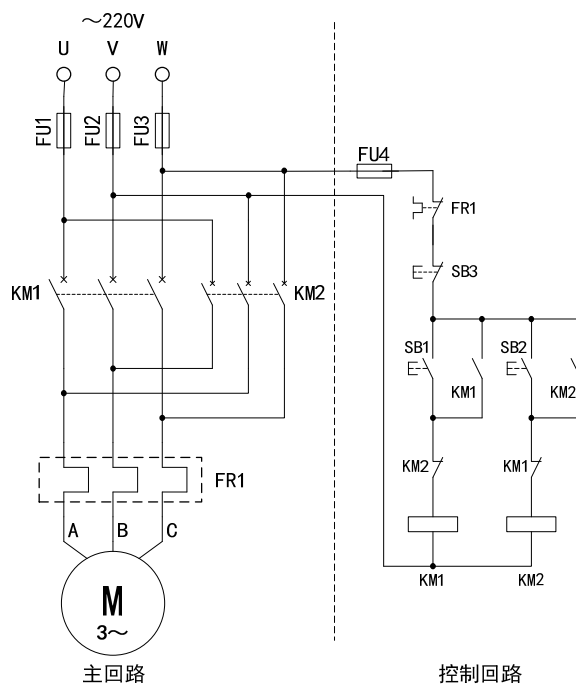 ～220V
U V W
FU1 FU2 FU3
FU4
FR1
SB3
KM1 KM2
SB1 SB2
KM1 KM2
KM2 KM1
FR1
A B C
KM1 KM2
M
3～
主回路 控制回路